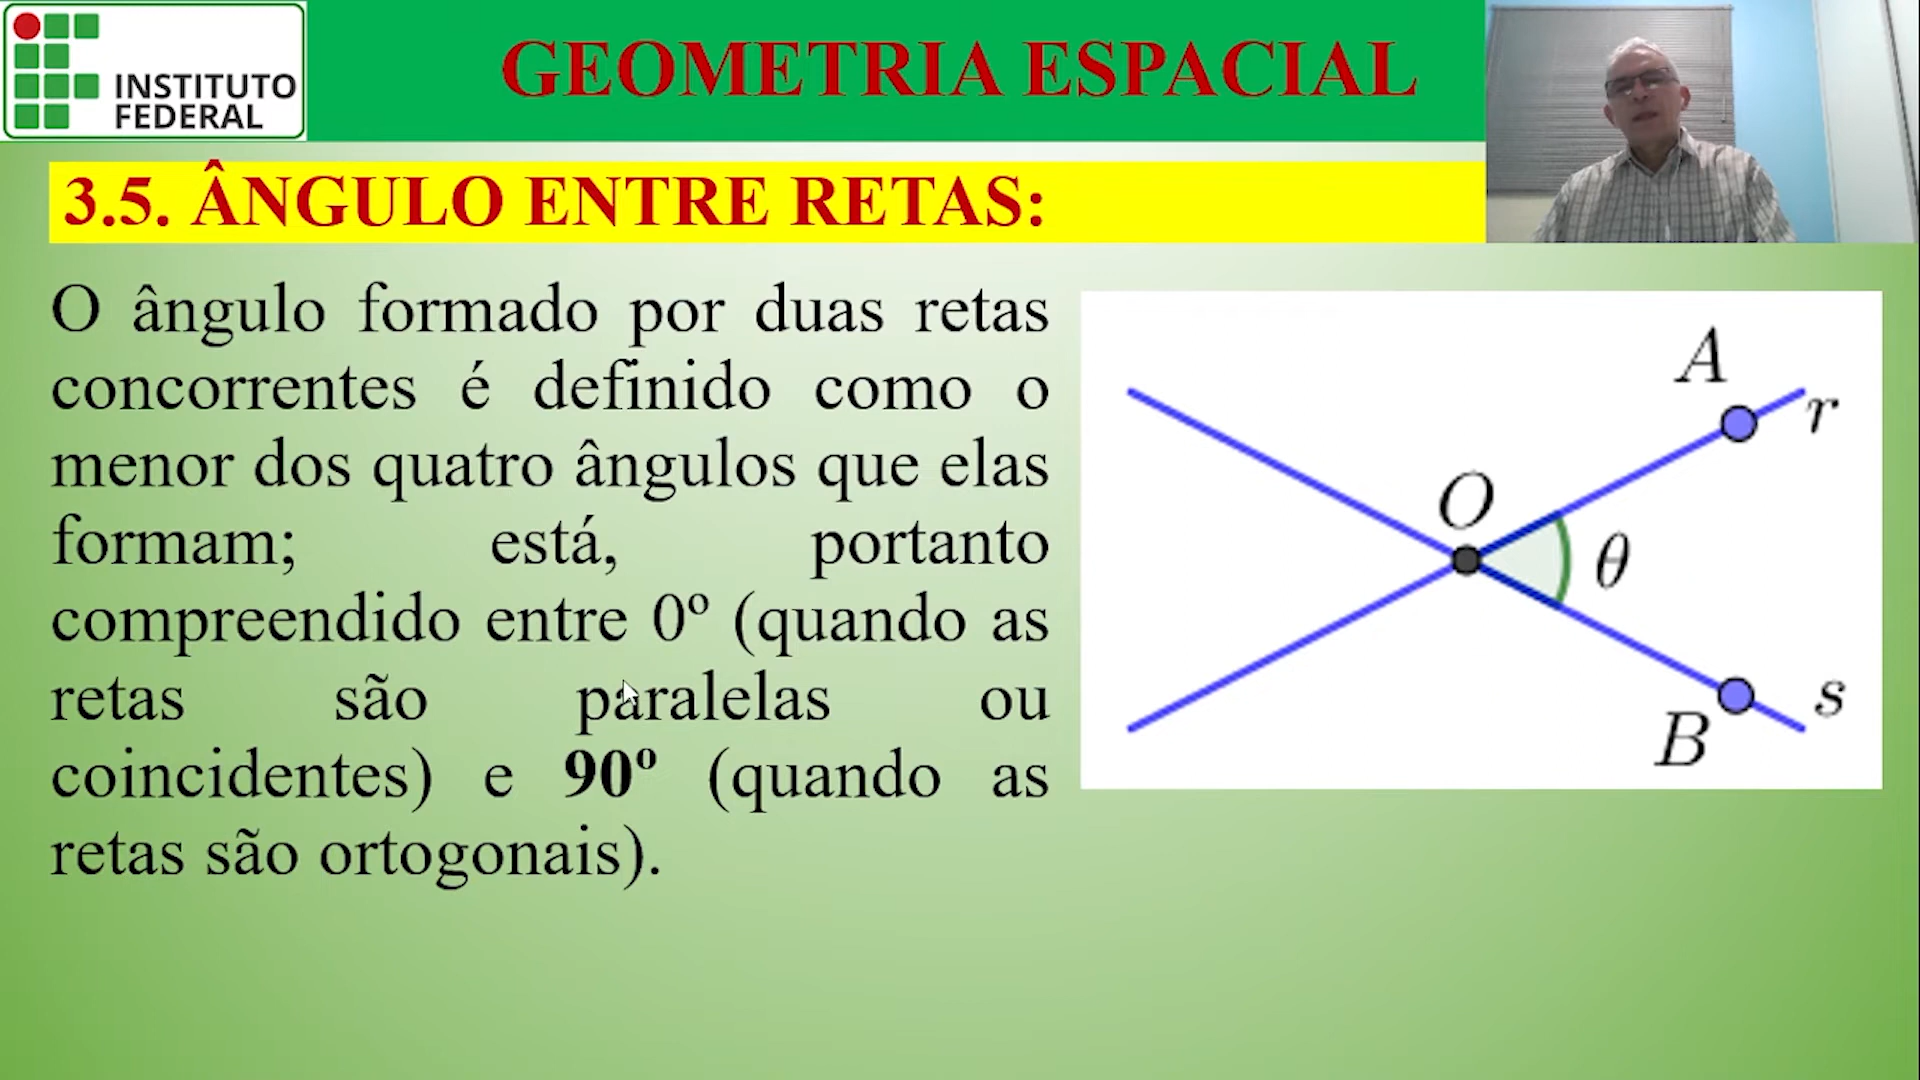 INSTITUTO
FEDERAL
GEOMETRIA ESPACIAL
3.5. ÂNGULO ENTRE RETAS:
O ângulo formado por duas retas
concorrentes é definido como o
menor dos quatro ângulos que elas
formam; está, portanto
compreendido entre 0º (quando as
retas são paralelas ou
coincidentes) e 90º (quando as
retas são ortogonais).
A
r
O
θ
s
B